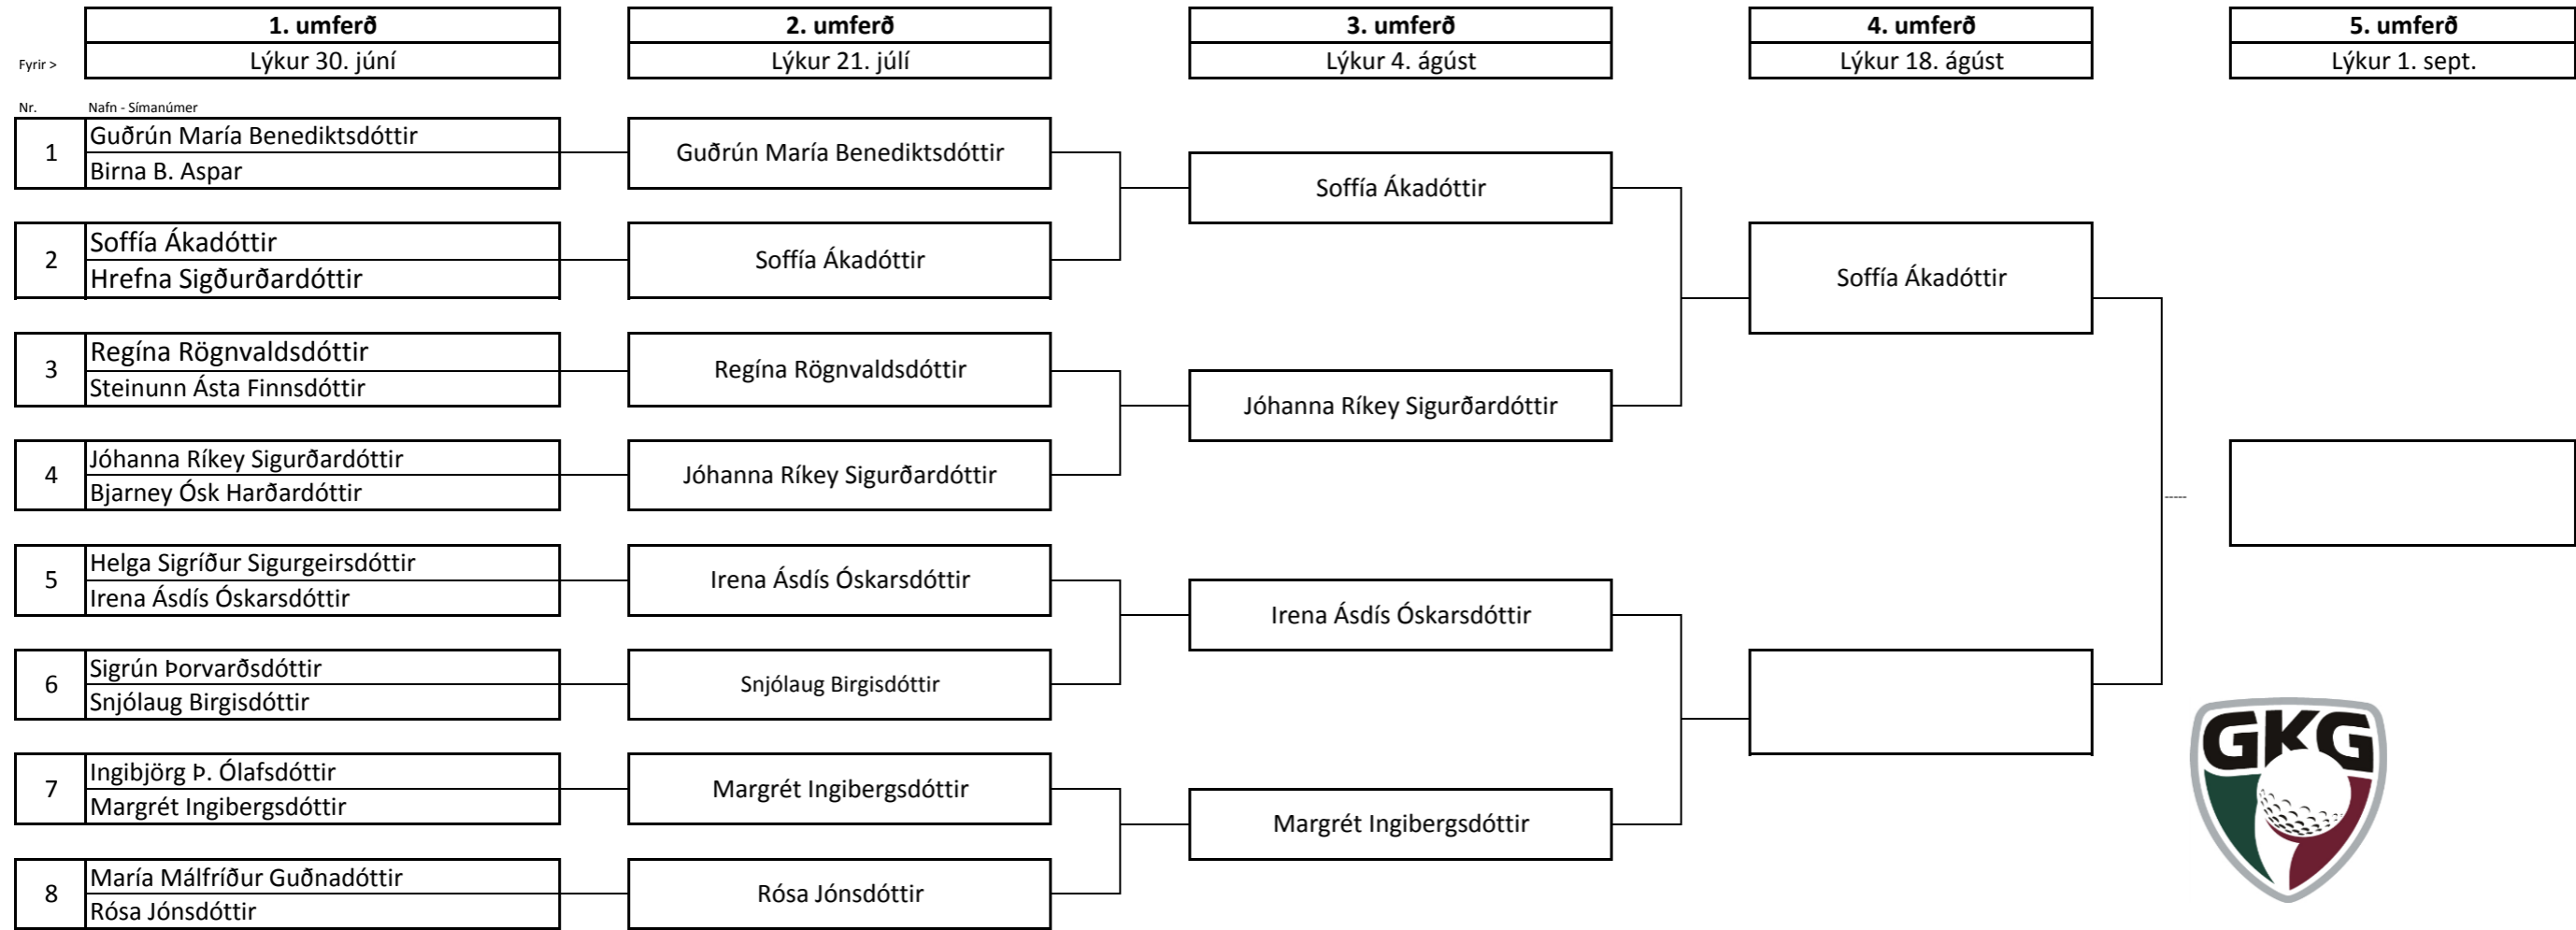 1. umferð
Lýkur 30. júní
2. umferð
Lýkur 21. júlí
3. umferð
Lýkur 4. ágúst
4. umferð
Lýkur 18. ágúst
5. umferð
Lýkur 1. sept.
Fyrir >
Nr.
Nafn - Símanúmer
1
Guðrún María Benediktsdóttir
Birna B. Aspar
2
Soffía Ákadóttir
Hrefna Sigðurðardóttir
3
Regína Rögnvaldsdóttir
Steinunn Ásta Finnsdóttir
4
Jóhanna Ríkey Sigurðardóttir
Bjarney Ósk Harðardóttir
5
Helga Sigríður Sigurgeirsdóttir
Irena Ásdís Óskarsdóttir
6
Sigrún Þorvarðsdóttir
Snjólaug Birgisdóttir
7
Ingibjörg Þ. Ólafsdóttir
Margrét Ingibergsdóttir
8
María Málfríður Guðnadóttir
Rósa Jónsdóttir
Guðrún María Benediktsdóttir
Soffía Ákadóttir
Regína Rögnvaldsdóttir
Jóhanna Ríkey Sigurðardóttir
Irena Ásdís Óskarsdóttir
Snjólaug Birgisdóttir
Margrét Ingibergsdóttir
Rósa Jónsdóttir
Soffía Ákadóttir
Jóhanna Ríkey Sigurðardóttir
Irena Ásdís Óskarsdóttir
Margrét Ingibergsdóttir
Soffía Ákadóttir
-----
GKG